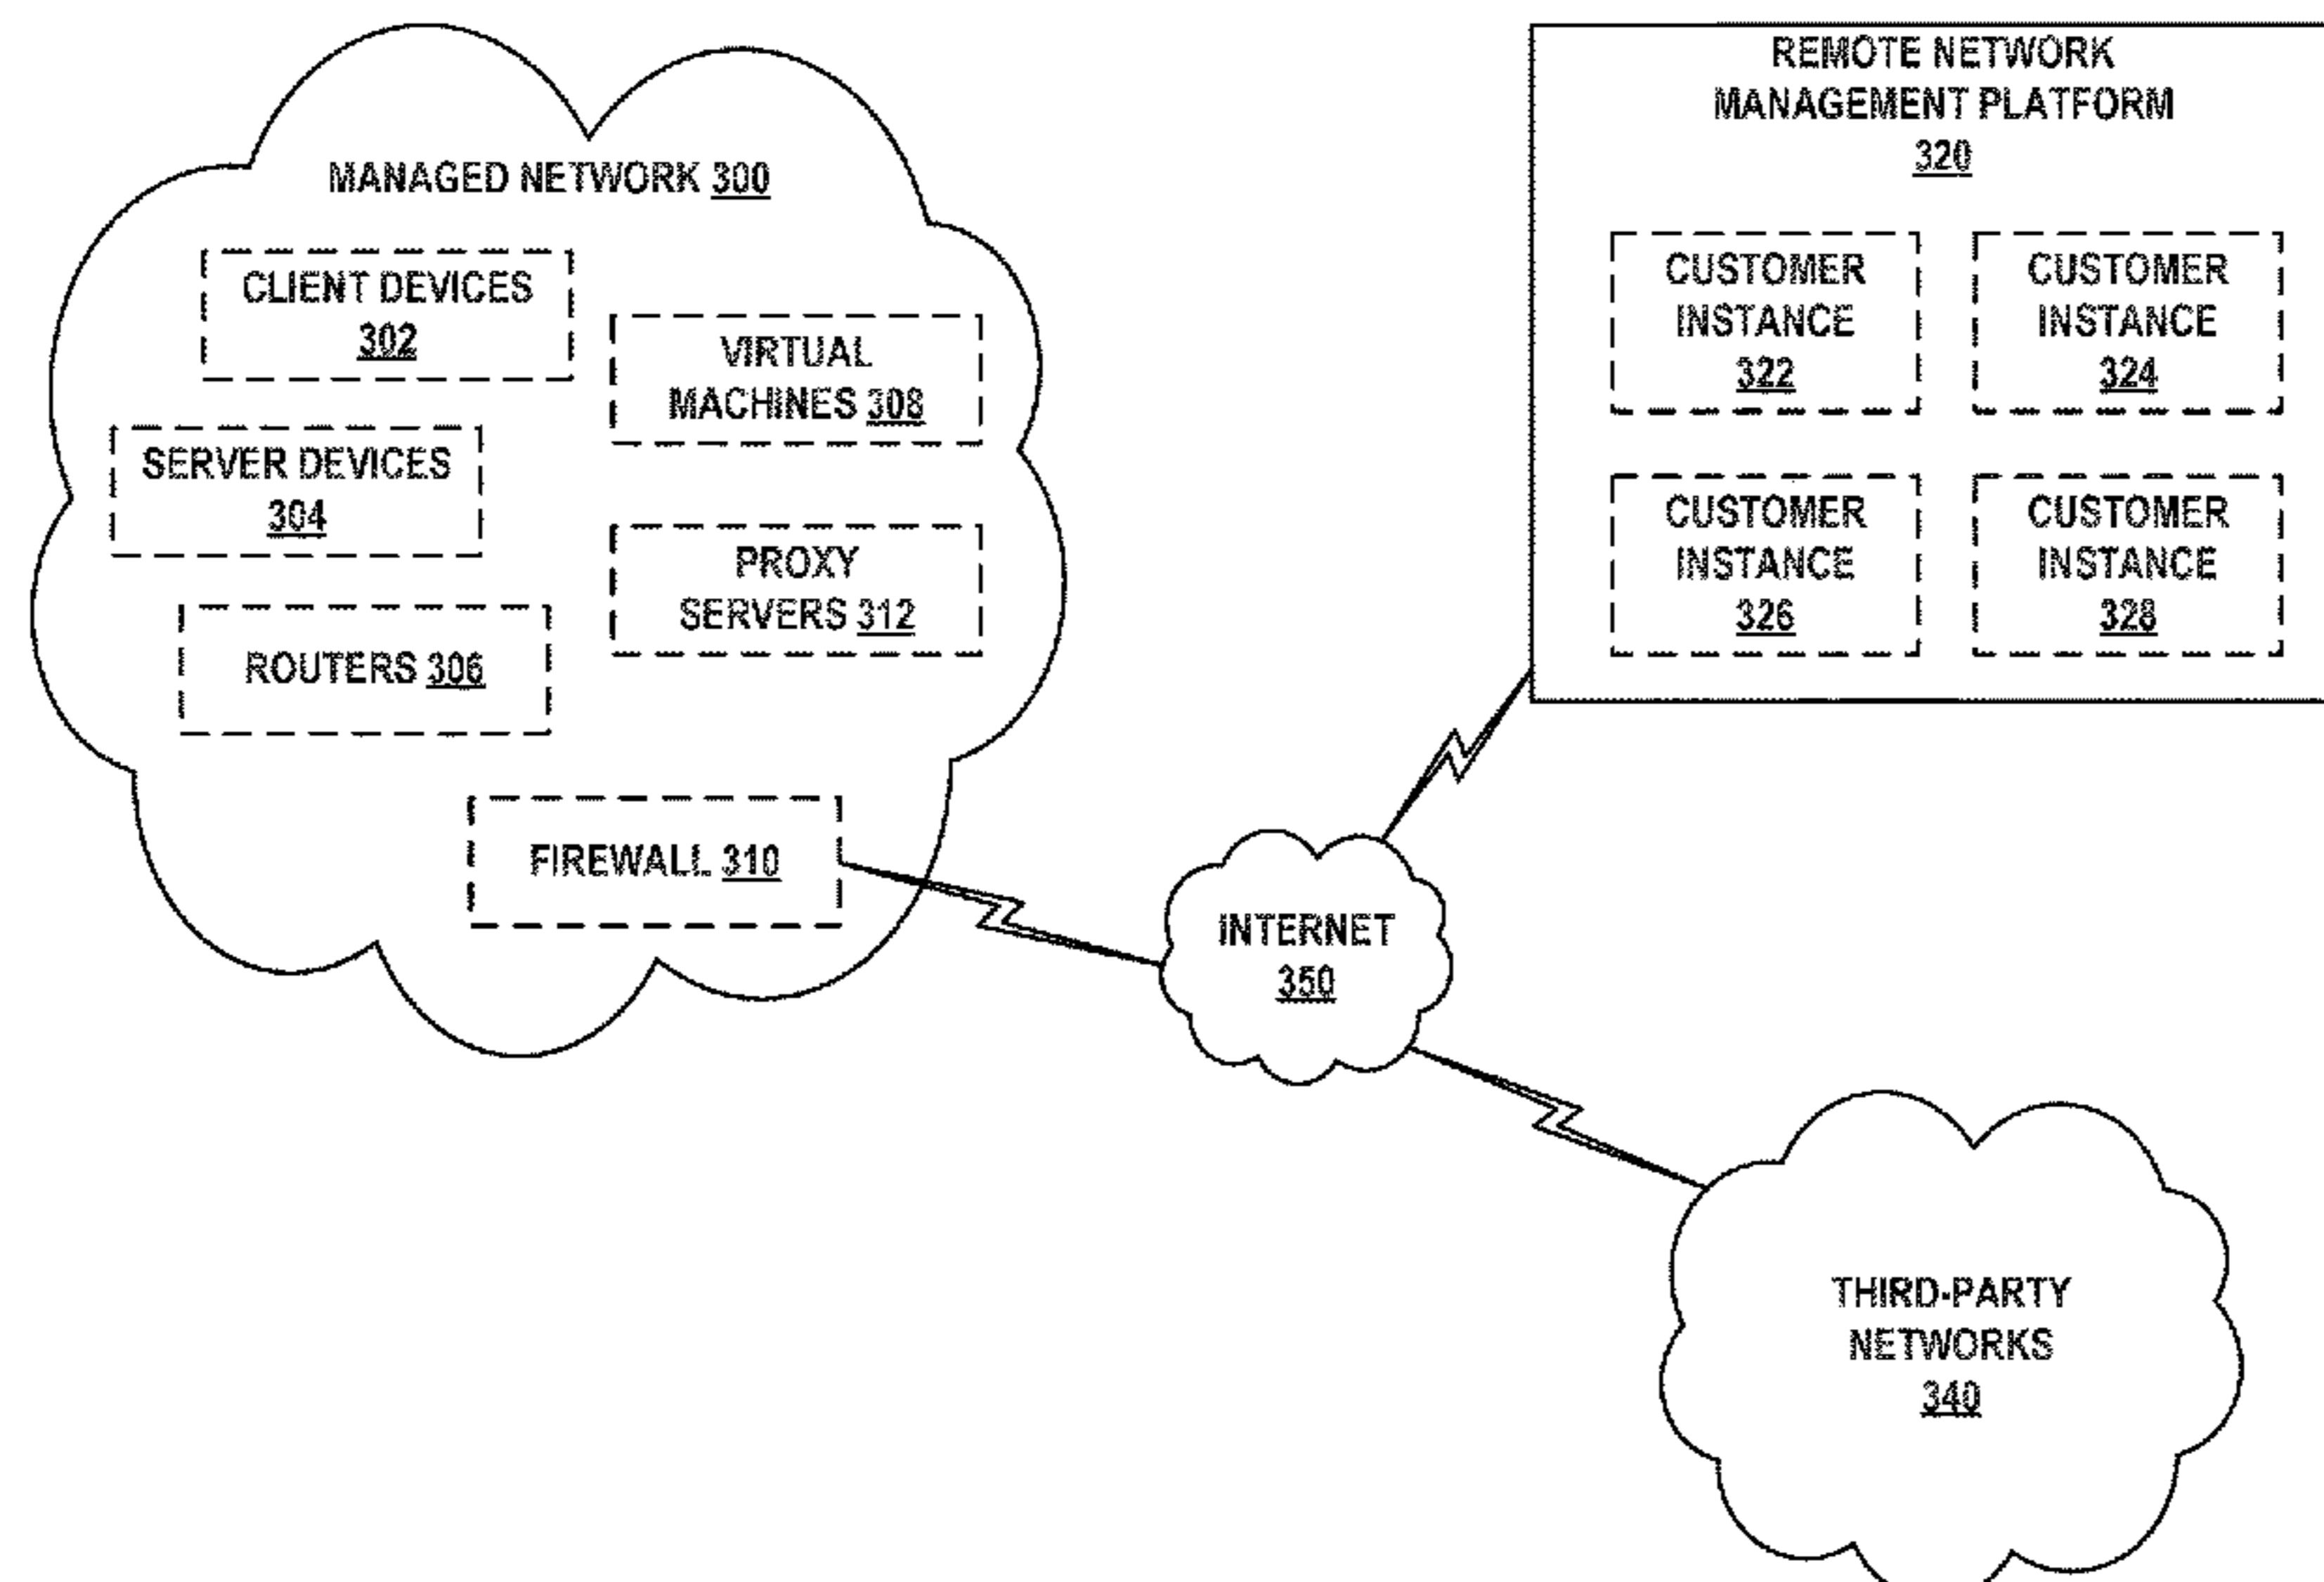 MANAGED NETWORK 300
CLIENT DEVICES
302
VIRTUAL
MACHINES 308
SERVER DEVICES
304
PROXY
SERVERS 312
ROUTERS 306
FIREWALL 310
REMOTE NETWORK
MANAGEMENT PLATFORM
320
CUSTOMER
INSTANCE
322
CUSTOMER
INSTANCE
324
CUSTOMER
INSTANCE
326
CUSTOMER
INSTANCE
328
INTERNET
350
THIRD-PARTY
NETWORKS
340